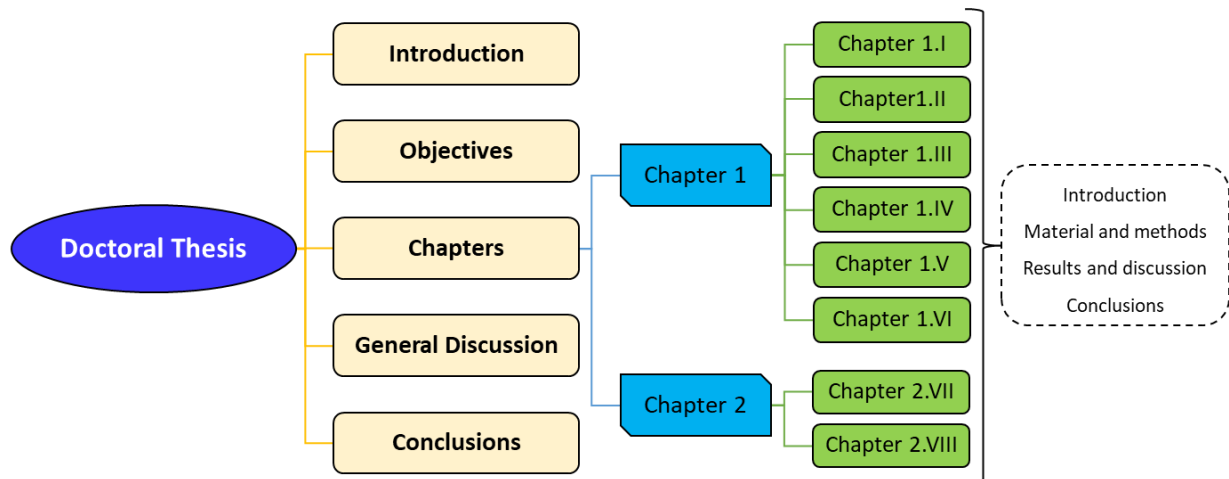 Doctoral Thesis
Introduction
Objectives
Chapters
General Discussion
Conclusions
Chapter 1
Chapter 2
Chapter 1.I
Chapter1.II
Chapter 1.III
Chapter 1.IV
Chapter 1.V
Chapter 1.VI
Chapter 2.VII
Chapter 2.VIII
Introduction
Material and methods
Results and discussion
Conclusions